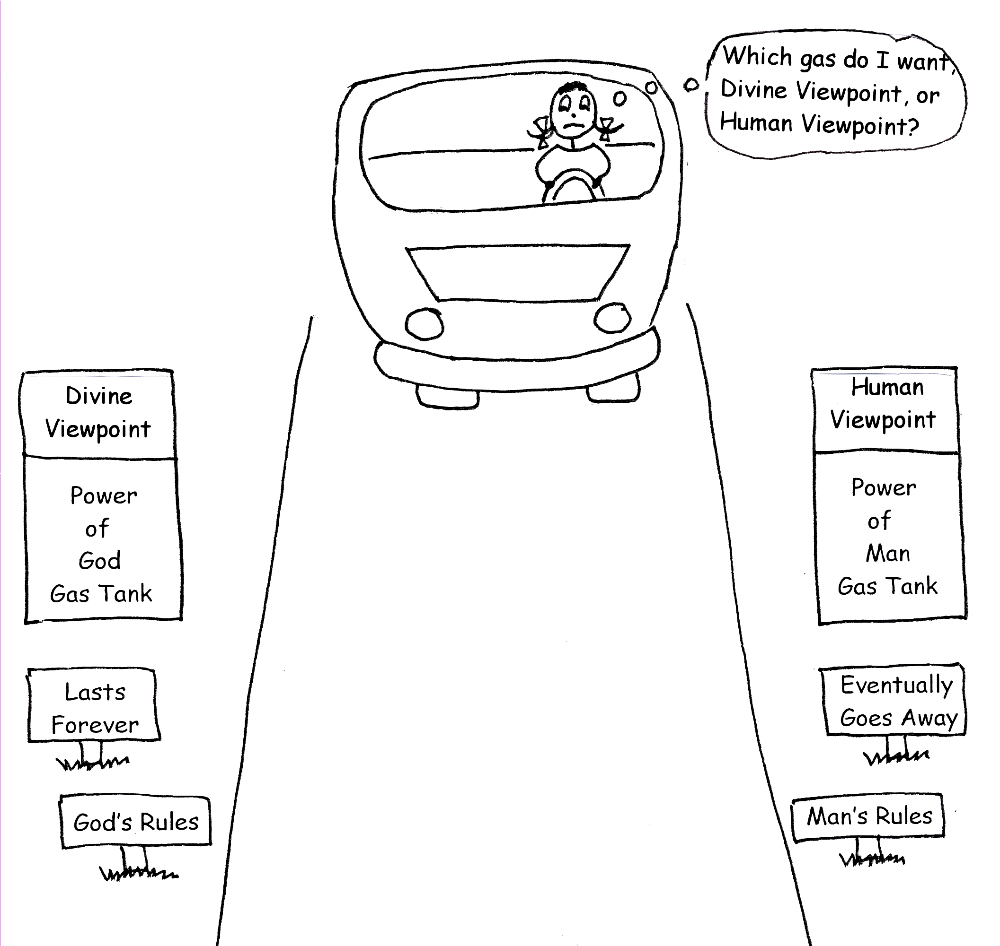 Which gas do I want,
Divine Viewpoint, or
Human Viewpoint?
Divine
Viewpoint
Power
of
God
Gas Tank
Lasts
Forever
God's Rules
Human
Viewpoint
Power
of
Man
Gas Tank
Eventually
Goes Away
Man's Rules